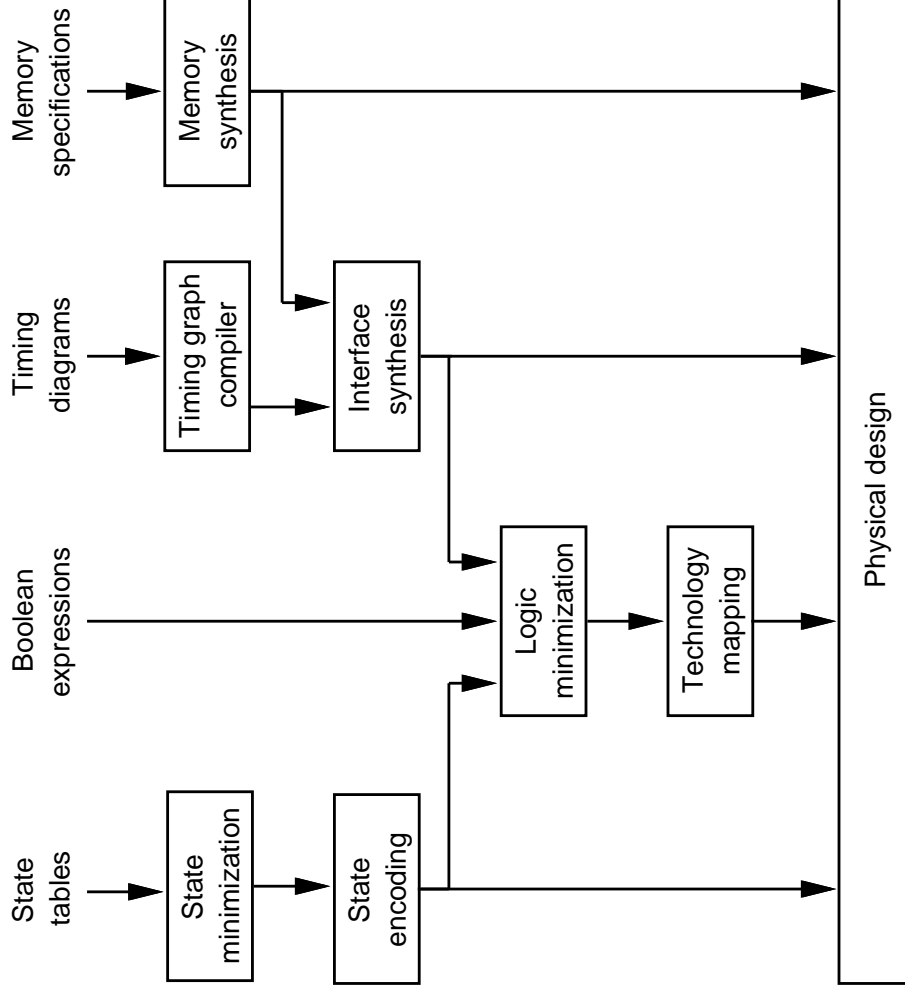 State
tables
Boolean
expressions
Timing
diagrams
Memory
specifications
State
minimization
Timing graph
compiler
Memory
synthesis
State
encoding
Interface
synthesis
Logic
minimization
Technology
mapping
Physical design